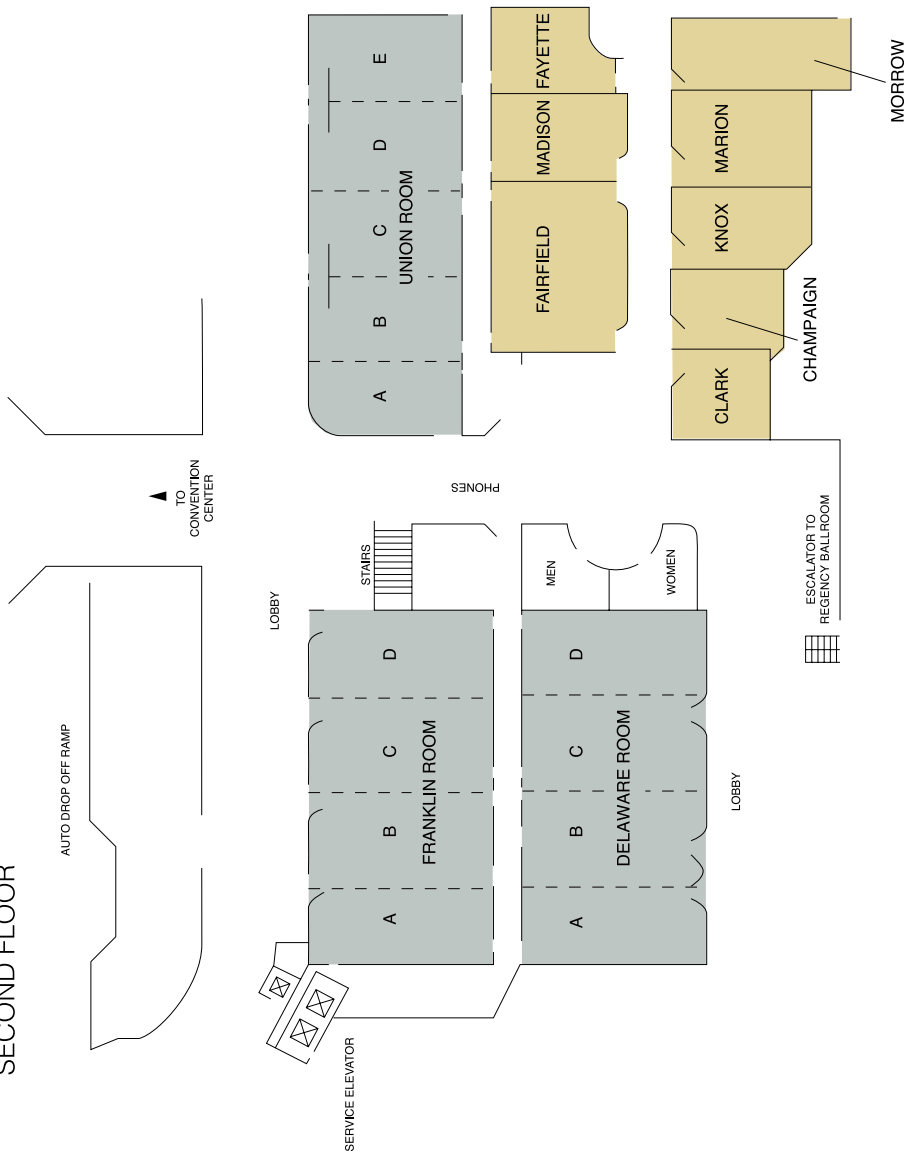 SECOND FLOOR
AUTO DROP OFF RAMP
TO
CONVENTION
CENTER
LOBBY
SERVICE ELEVATOR
STAIRS
A
B
C
D
FRANKLIN ROOM
A
B
C
D
E
UNION ROOM
PHONES
MEN
WOMEN
A
B
C
D
DELAWARE ROOM
LOBBY
FAIRFIELD
MADISON
FAYETTE
CLARK
CHAMPAIGN
KNOX
MARION
MORROW
ESCALATOR TO
REGENCY BALLROOM